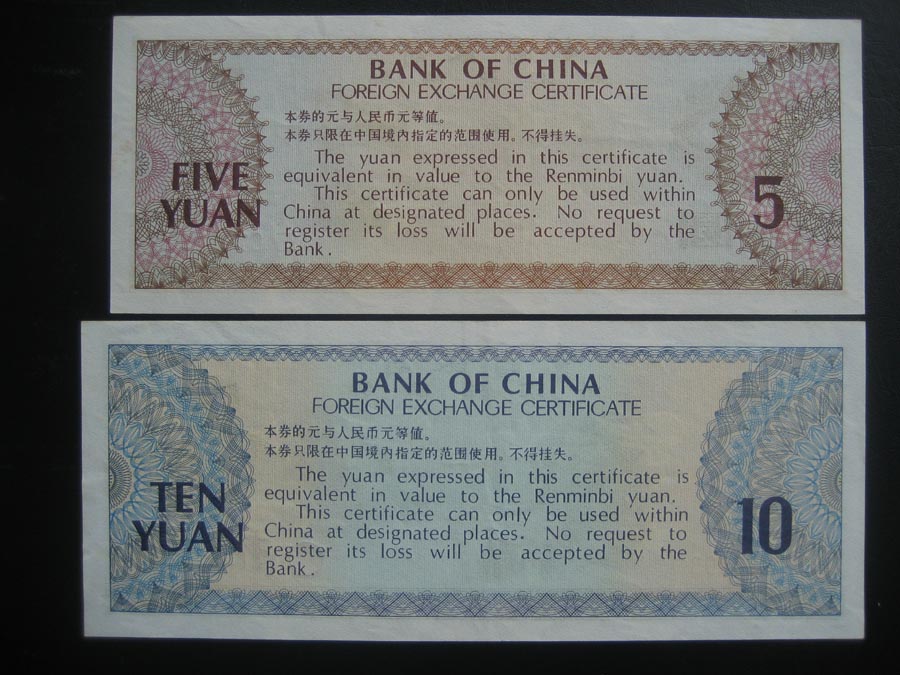 BANK OF CHINA
FOREIGN EXCHANGE CERTIFICATE
本券的元与人民币元等值。
本券只限在中国境内指定的范围使用。不得挂失。
The yuan expressed in this certificate is
equivalent in value to the Renminbi yuan.
This certificate can only be used within
China at designated places. No request to
register its loss will be accepted by the
Bank.
FIVE
YUAN
5
BANK OF CHINA
FOREIGN EXCHANGE CERTIFICATE
本券的元与人民币元等值。
本券只限在中国境内指定的范围使用。不得挂失。
The yuan expressed in this certificate is
equivalent in value to the Renminbi yuan.
This certificate can only be used within
China at designated places. No request to
register its loss will be accepted by the
Bank.
TEN
YUAN
10